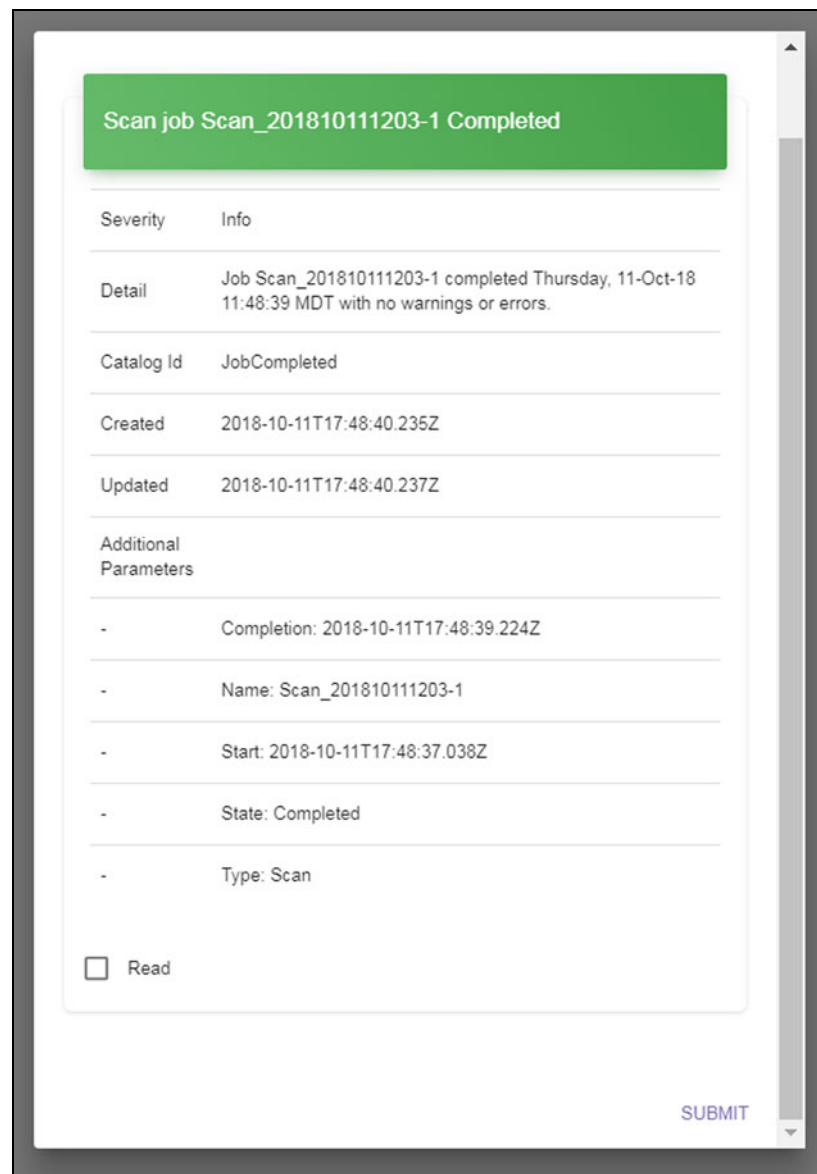 Scan job Scan_201810111203-1 Completed
Severity Info
Detail Job Scan_201810111203-1 completed Thursday, 11-Oct-18
11:48:39 MDT with no warnings or errors.
Catalog Id JobCompleted
Created 2018-10-11T17:48:40.235Z
Updated 2018-10-11T17:48:40.237Z
Additional
Parameters
- Completion: 2018-10-11T17:48:39.224Z
- Name: Scan_201810111203-1
- Start: 2018-10-11T17:48:37.038Z
- State: Completed
- Type: Scan
Read
SUBMIT